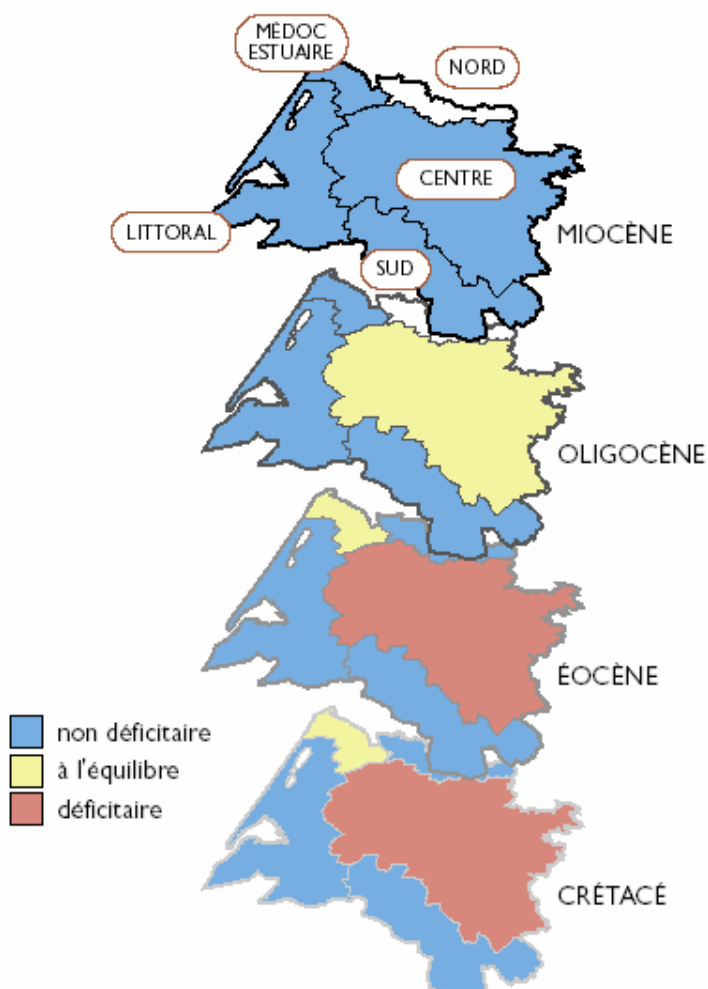 MÉDOC
ESTUAIRE
NORD
CENTRE
LITTORAL
MIOCÈNE
SUD
OLIGOCÈNE
ÉOCÈNE
non déficitaire
à l'équilibre
déficitaire
CRÉTACÉ